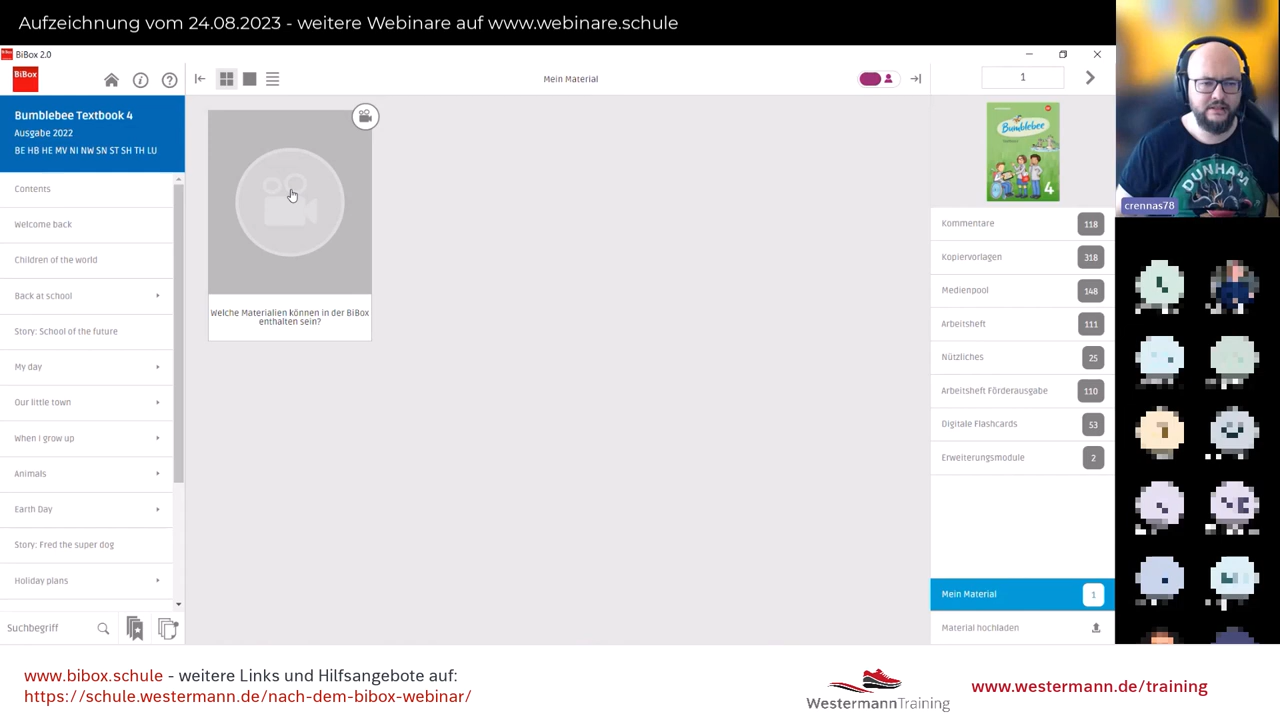 Aufzeichnung vom 24.08.2023 - weitere Webinare auf www.webinare.schule
BiBox 2.0
BiBox
Mein Material
1
Bumblebee Textbook 4
Ausgabe 2022
BE HB HE MV NI NW SN ST SH TH LU
Contents
Welcome back
Children of the world
Back at school
Story: School of the future
My day
Our little town
When I grow up
Animals
Earth Day
Story: Fred the super dog
Holiday plans
Suchbegriff
Welche Materialien können in der BiBox
enthalten sein?
Bumblebee
4
Kommentare 118
Kopiervorlagen 318
Medienpool 148
Arbeitsheft 111
Nützliches 25
Arbeitsheft Förderausgabe 110
Digitale Flashcards 53
Erweiterungsmodule 2
Mein Material 1
Material hochladen
DUNHAM
crennas78
www.bibox.schule - weitere Links und Hilfsangebote auf:
https://schule.westermann.de/nach-dem-bibox-webinar/
WestermannTraining
www.westermann.de/training